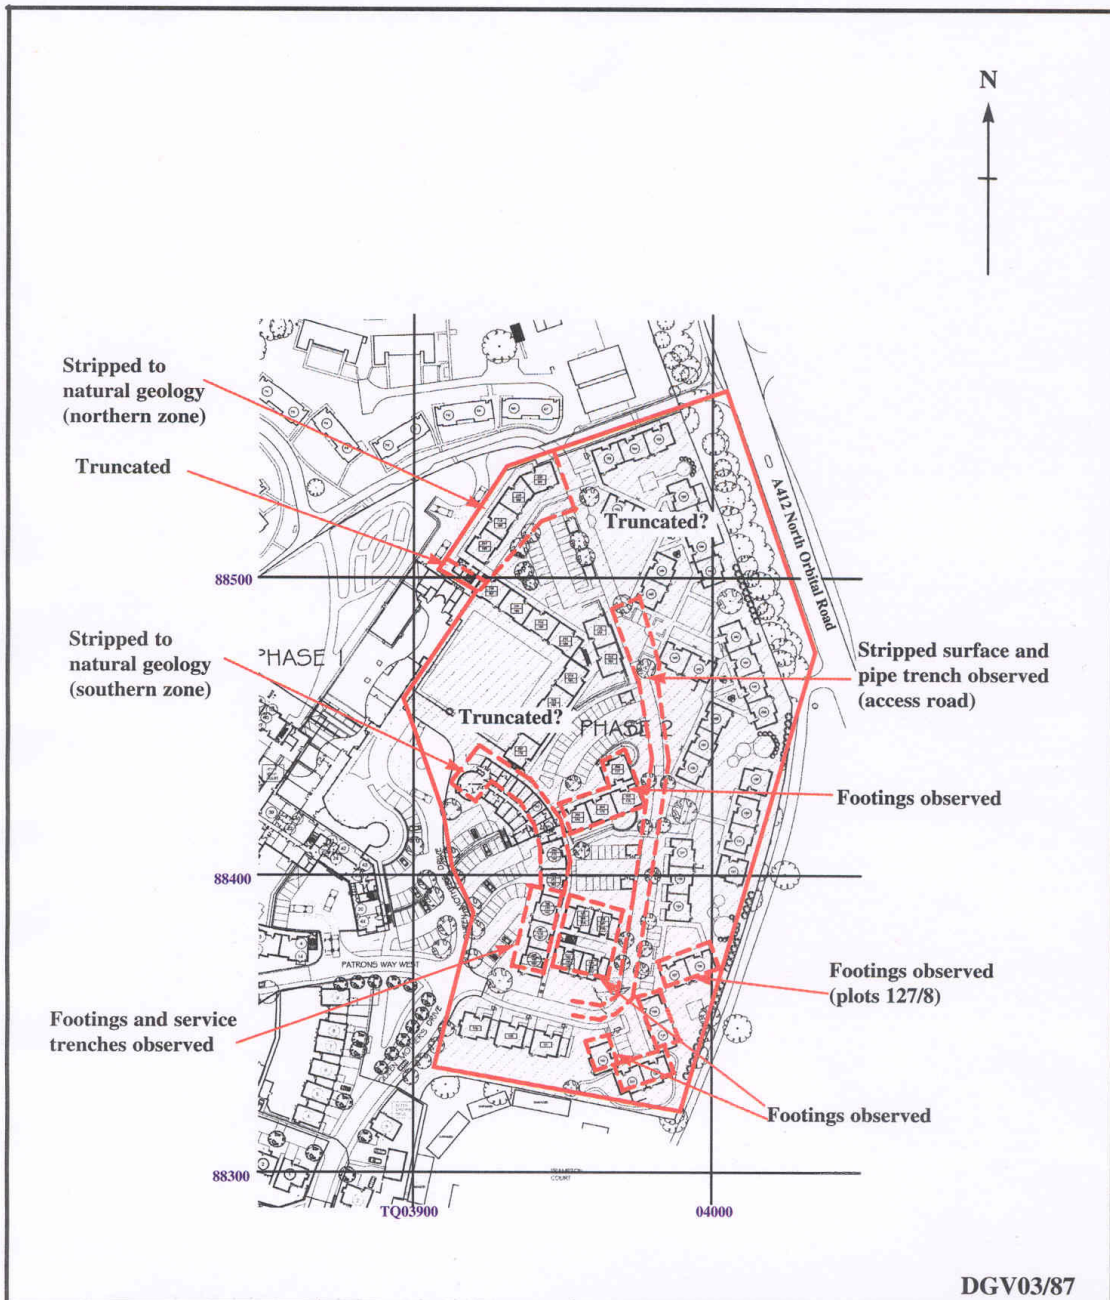 N
Stripped to
natural geology
(northern zone)
Truncated
Truncated?
A412 North Orbital Road
88500
Stripped to
natural geology
(southern zone)
PHASE 1
Stripped surface and
pipe trench observed
(access road)
Truncated?
PHASE 2
Footings observed
88400
PATRONS WAY WEST
Footings observed
(plots 127/8)
Footings and service
trenches observed
Footings observed
88300
COURT
TQ03900
04000
DGV03/87